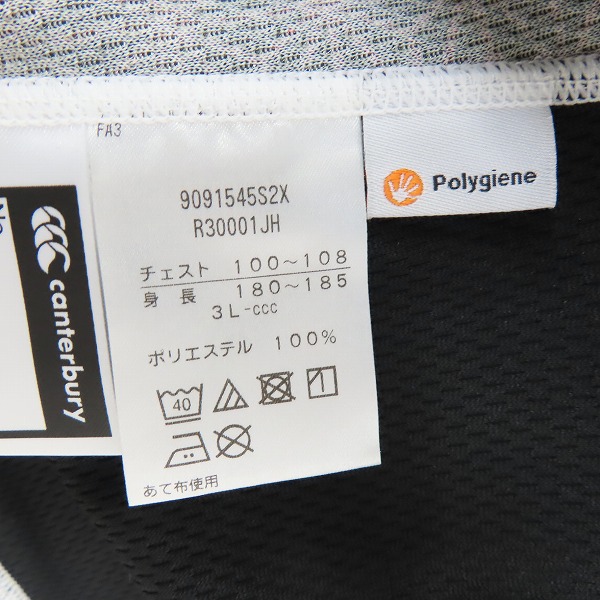 FA3
9091545S2X
R30001JH
チェスト 100～108
身長 180～185
3L-ccc
ポリエステル 100%
40
あて布使用
Polygiene
canterbury
No